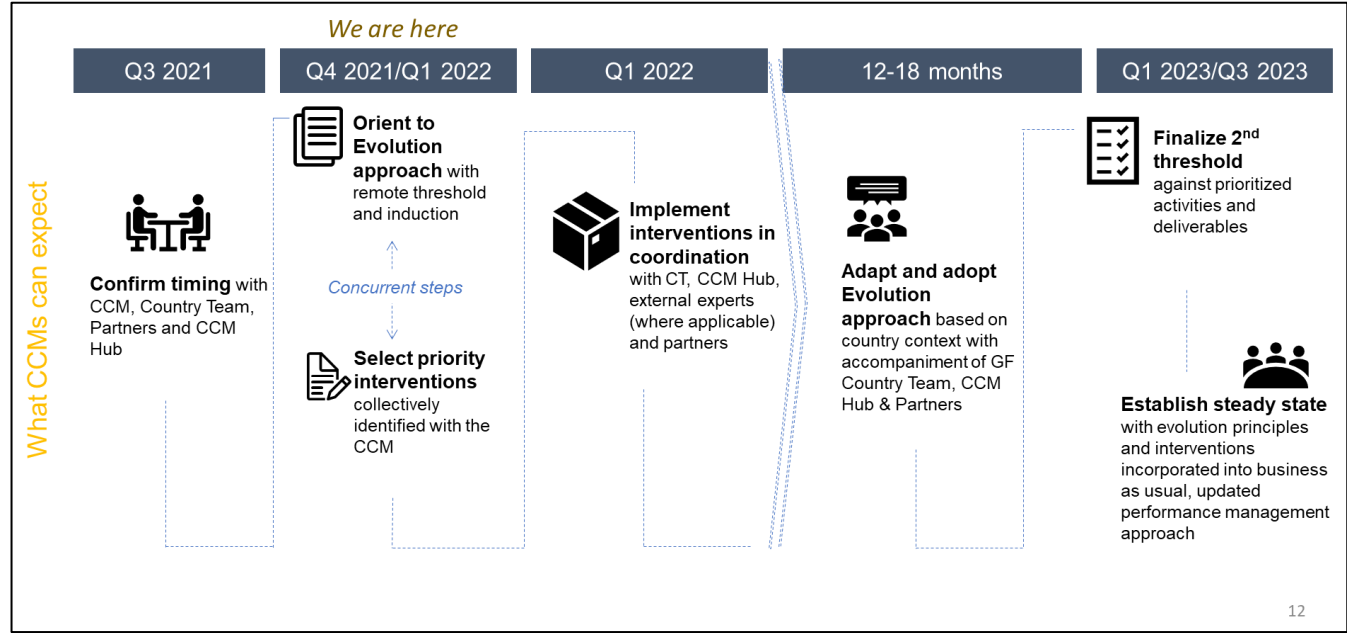 We are here
Q3 2021
Q4 2021/Q1 2022
Q1 2022
12-18 months
Q1 2023/Q3 2023
What CCMs can expect
Confirm timing with
CCM, Country Team,
Partners and CCM
Hub
Orient to
Evolution
approach with
remote threshold
and induction
Concurrent steps
Select priority
interventions
collectively
identified with the
CCM
Implement
interventions in
coordination
with CT, CCM Hub,
external experts
(where applicable)
and partners
Adapt and adopt
Evolution
approach based on
country context with
accompaniment of GF
Country Team, CCM
Hub & Partners
Finalize 2nd
threshold
against prioritized
activities and
deliverables
Establish steady state
with evolution principles
and interventions
incorporated into business
as usual, updated
performance management
approach
12